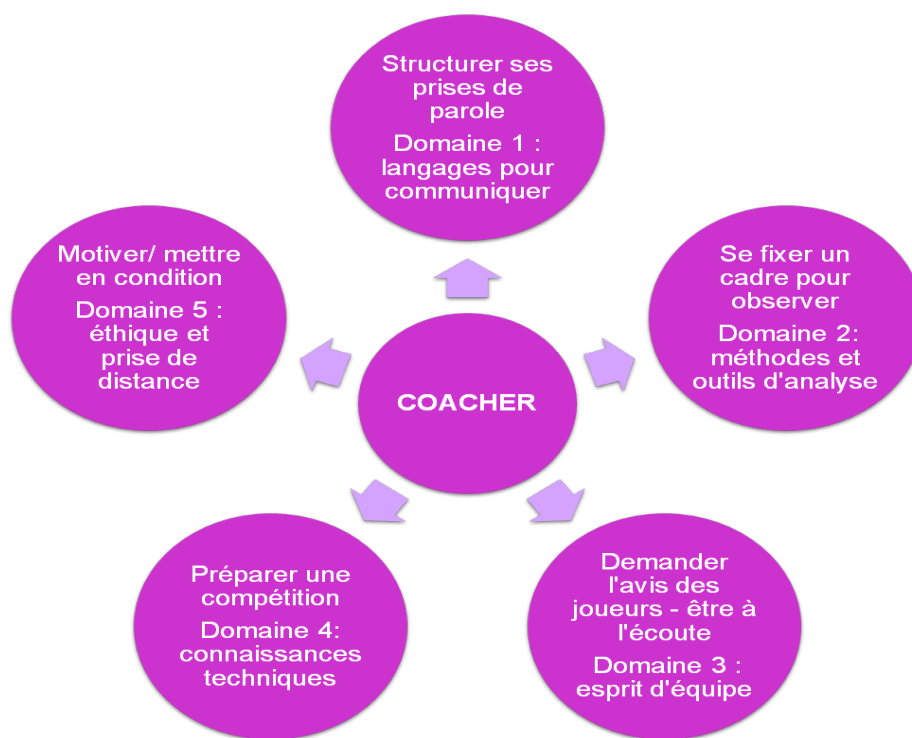 Structurer ses
prises de
parole
Domaine 1 :
langages pour
communiquer
Motiver/ mettre
en condition
Domaine 5 :
éthique et
prise de
distance
Se fixer un
cadre pour
observer
Domaine 2:
méthodes et
outils d'analyse
COACHER
Préparer une
compétition
Domaine 4:
connaissances
techniques
Demander
l'avis des
joueurs - être à
l'écoute
Domaine 3 :
esprit d'équipe